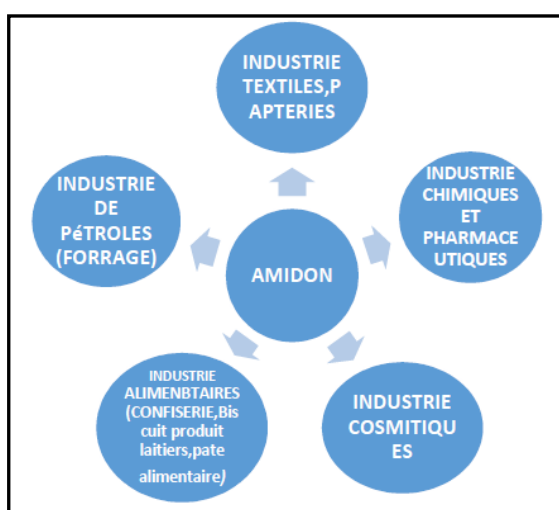 INDUSTRIE
TEXTILES,P
APTERIES
INDUSTRIE
DE
PéTROLES
(FORRAGE)
INDUSTRIE
CHIMIQUES
ET
PHARMACE
UTIQUES
AMIDON
INDUSTRIE
ALIMENBTAIRES
(CONFISERIE,Bis
cuit produit
laitiers,pate
alimentaire)
INDUSTRIE
COSMITIQU
ES